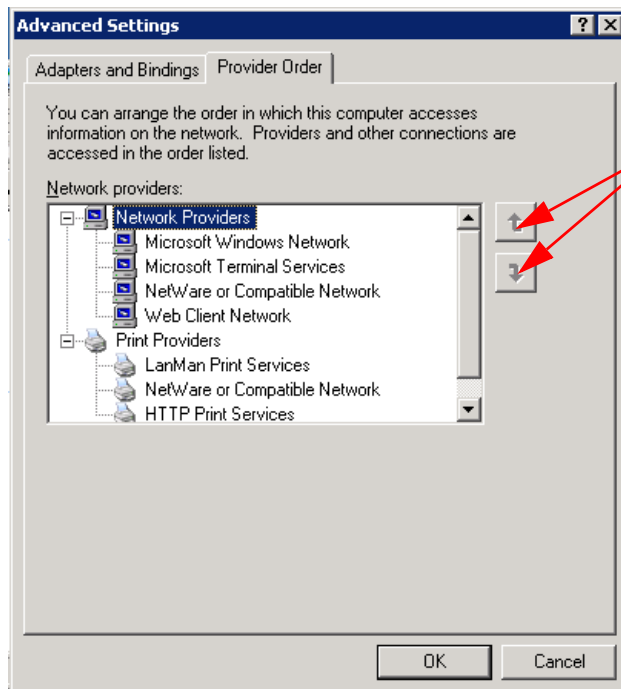 Advanced Settings
Adapters and Bindings Provider Order
You can arrange the order in which this computer accesses
information on the network. Providers and other connections are
accessed in the order listed.
Network providers:
Network Providers
Microsoft Windows Network
Microsoft Terminal Services
NetWare or Compatible Network
Web Client Network
Print Providers
LanMan Print Services
NetWare or Compatible Network
HTTP Print Services
OK Cancel